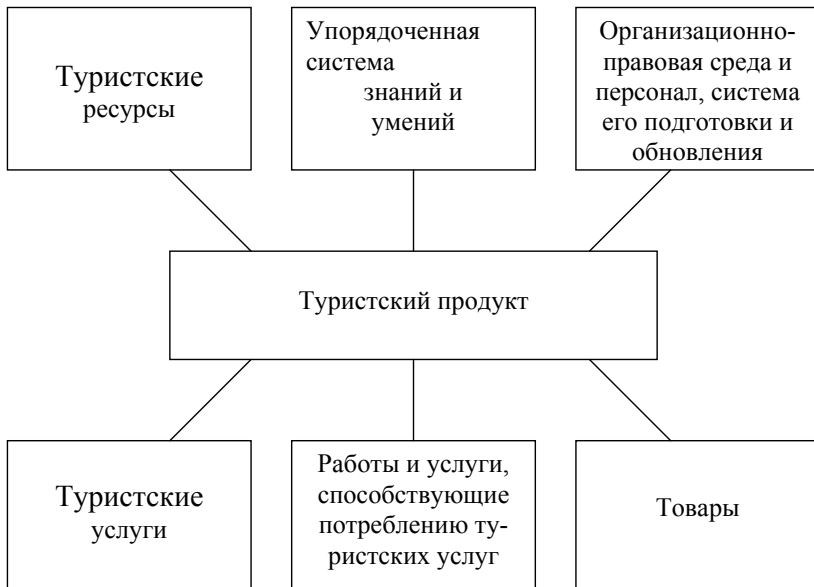 Туристские
ресурсы
Упорядоченная
система
знаний и
умений
Организационно-
правовая среда и
персонал, система
его подготовки и
обновления
Туристский продукт
Туристские
услуги
Работы и услуги,
способствующие
потреблению ту-
ристских услуг
Товары